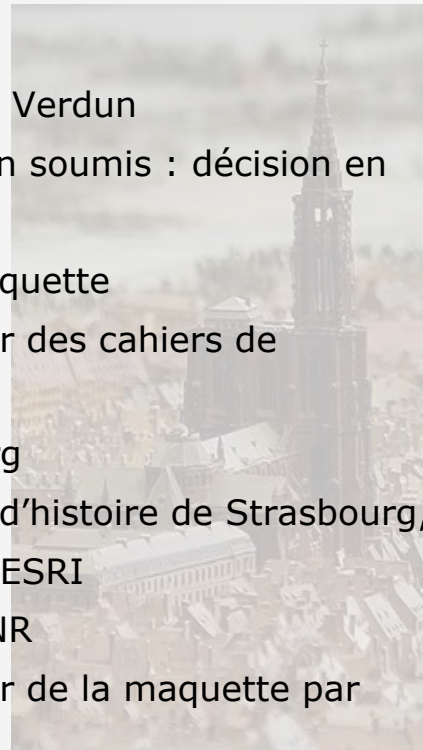 Verdun
n soumis : décision en
quette
r des cahiers de
g
d’histoire de Strasbourg,
ESRI
NR
r de la maquette par